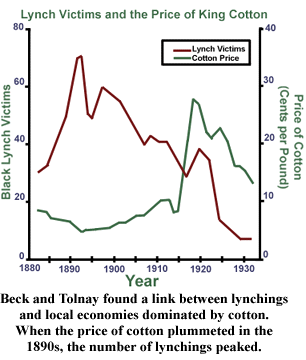 Lynch Victims and the Price of King Cotton
80
60
40
20
0
Black Lynch Victims
Lynch Victims
Cotton Price
40
30
20
10
0
Price of Cotton
(Cents per Pound)
1880 1890 1900 1910 1920 1930
Year
Beck and Tolnay found a link between lynchings
and local economies dominated by cotton.
When the price of cotton plummeted in the
1890s, the number of lynchings peaked.